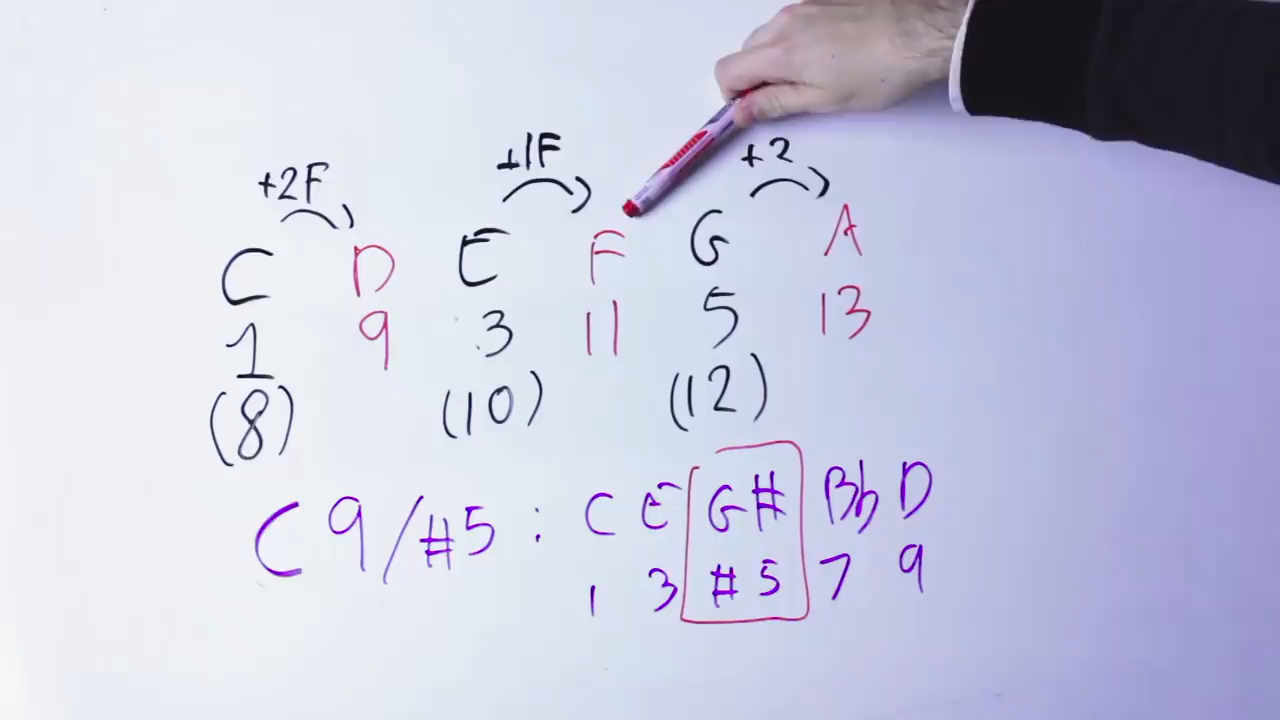 +2F +1F +2
C D E F G A
1 9 3 11 5 13
(8) (10) (12)
C9/#5 : C E G# Bb D
1 3 #5 7 9